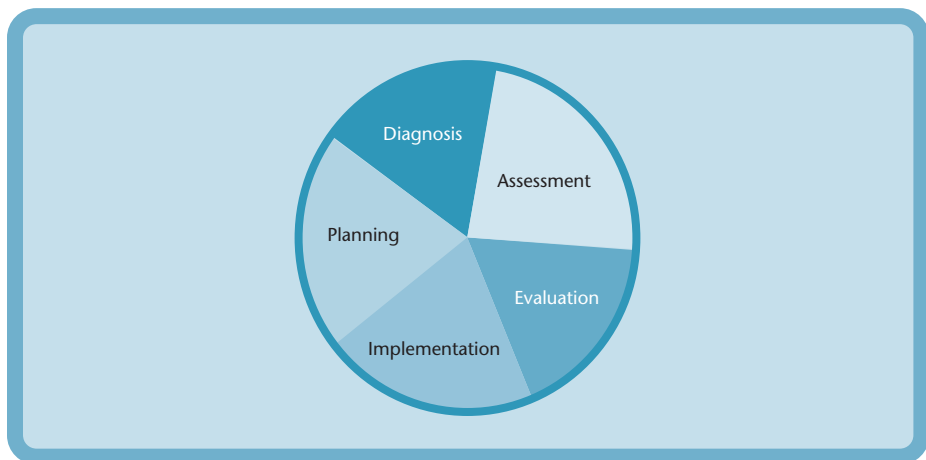 Diagnosis
Assessment
Planning
Evaluation
Implementation